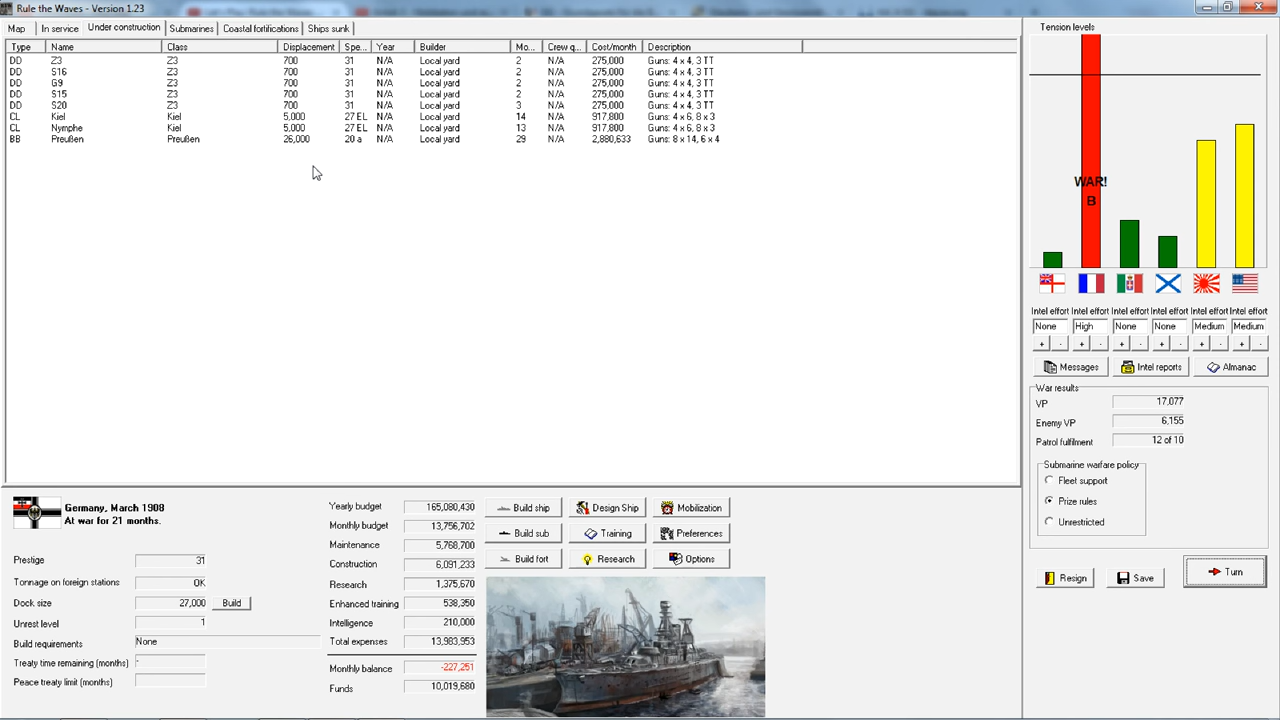 Rule the Waves - Version 1.23
Map In service Under construction Submarines Coastal fortifications Ships sunk
Type Name Class Displacement Spe... Year Builder Mo... Crew q... Cost/month Description
DD Z3 Z3 700 31 N/A Local yard 2 N/A 275,000 Guns: 4 x 4, 3 TT
DD S16 Z3 700 31 N/A Local yard 2 N/A 275,000 Guns: 4 x 4, 3 TT
DD G9 Z3 700 31 N/A Local yard 2 N/A 275,000 Guns: 4 x 4, 3 TT
DD S15 Z3 700 31 N/A Local yard 2 N/A 275,000 Guns: 4 x 4, 3 TT
DD S20 Z3 700 31 N/A Local yard 3 N/A 275,000 Guns: 4 x 4, 3 TT
CL Kiel Kiel 5,000 27 EL N/A Local yard 14 N/A 917,800 Guns: 4 x 6, 8 x 3
CL Nymphe Kiel 5,000 27 EL N/A Local yard 13 N/A 917,800 Guns: 4 x 6, 8 x 3
BB Preußen Preußen 26,000 20 a N/A Local yard 29 N/A 2,880,633 Guns: 8 x 14, 6 x 4
Tension levels
WAR!
B
Intel effort Intel effort Intel effort Intel effort Intel effort Intel effort
None High None None Medium Medium
+ - + - + - + - + - + -
Messages Intel reports Almanac
War results
VP 17,077
Enemy VP 6,155
Patrol fulfilment 12 of 10
Submarine warfare policy
Fleet support
Prize rules
Unrestricted
Resign Save Turn
Germany, March 1908
At war for 21 months.
Prestige 31
Tonnage on foreign stations OK
Dock size 27,000 Build
Unrest level 1
Build requirements None
Treaty time remaining (months) -
Peace treaty limit (months)
Yearly budget 165,080,430
Monthly budget 13,756,702
Maintenance 5,768,700
Construction 6,091,233
Research 1,375,670
Enhanced training 538,350
Intelligence 210,000
Total expenses 13,983,953
Monthly balance -227,251
Funds 10,019,680
Build ship Design Ship Mobilization
Build sub Training Preferences
Build fort Research Options